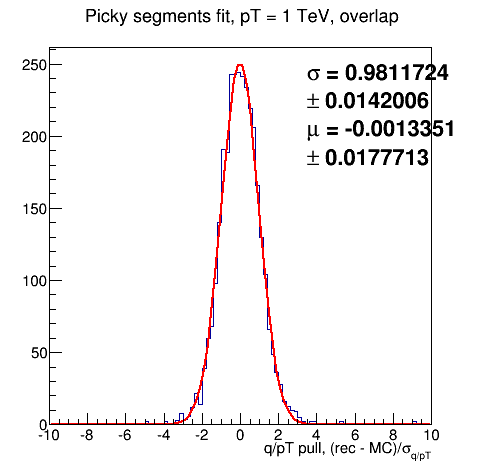 Picky segments fit, pT = 1 TeV, overlap
σ = 0.9811724
± 0.0142006
μ = -0.0013351
± 0.0177713
250
200
150
100
50
0
-10 -8 -6 -4 -2 0 2 4 6 8 10
q/pT pull, (rec - MC)/σq/pT